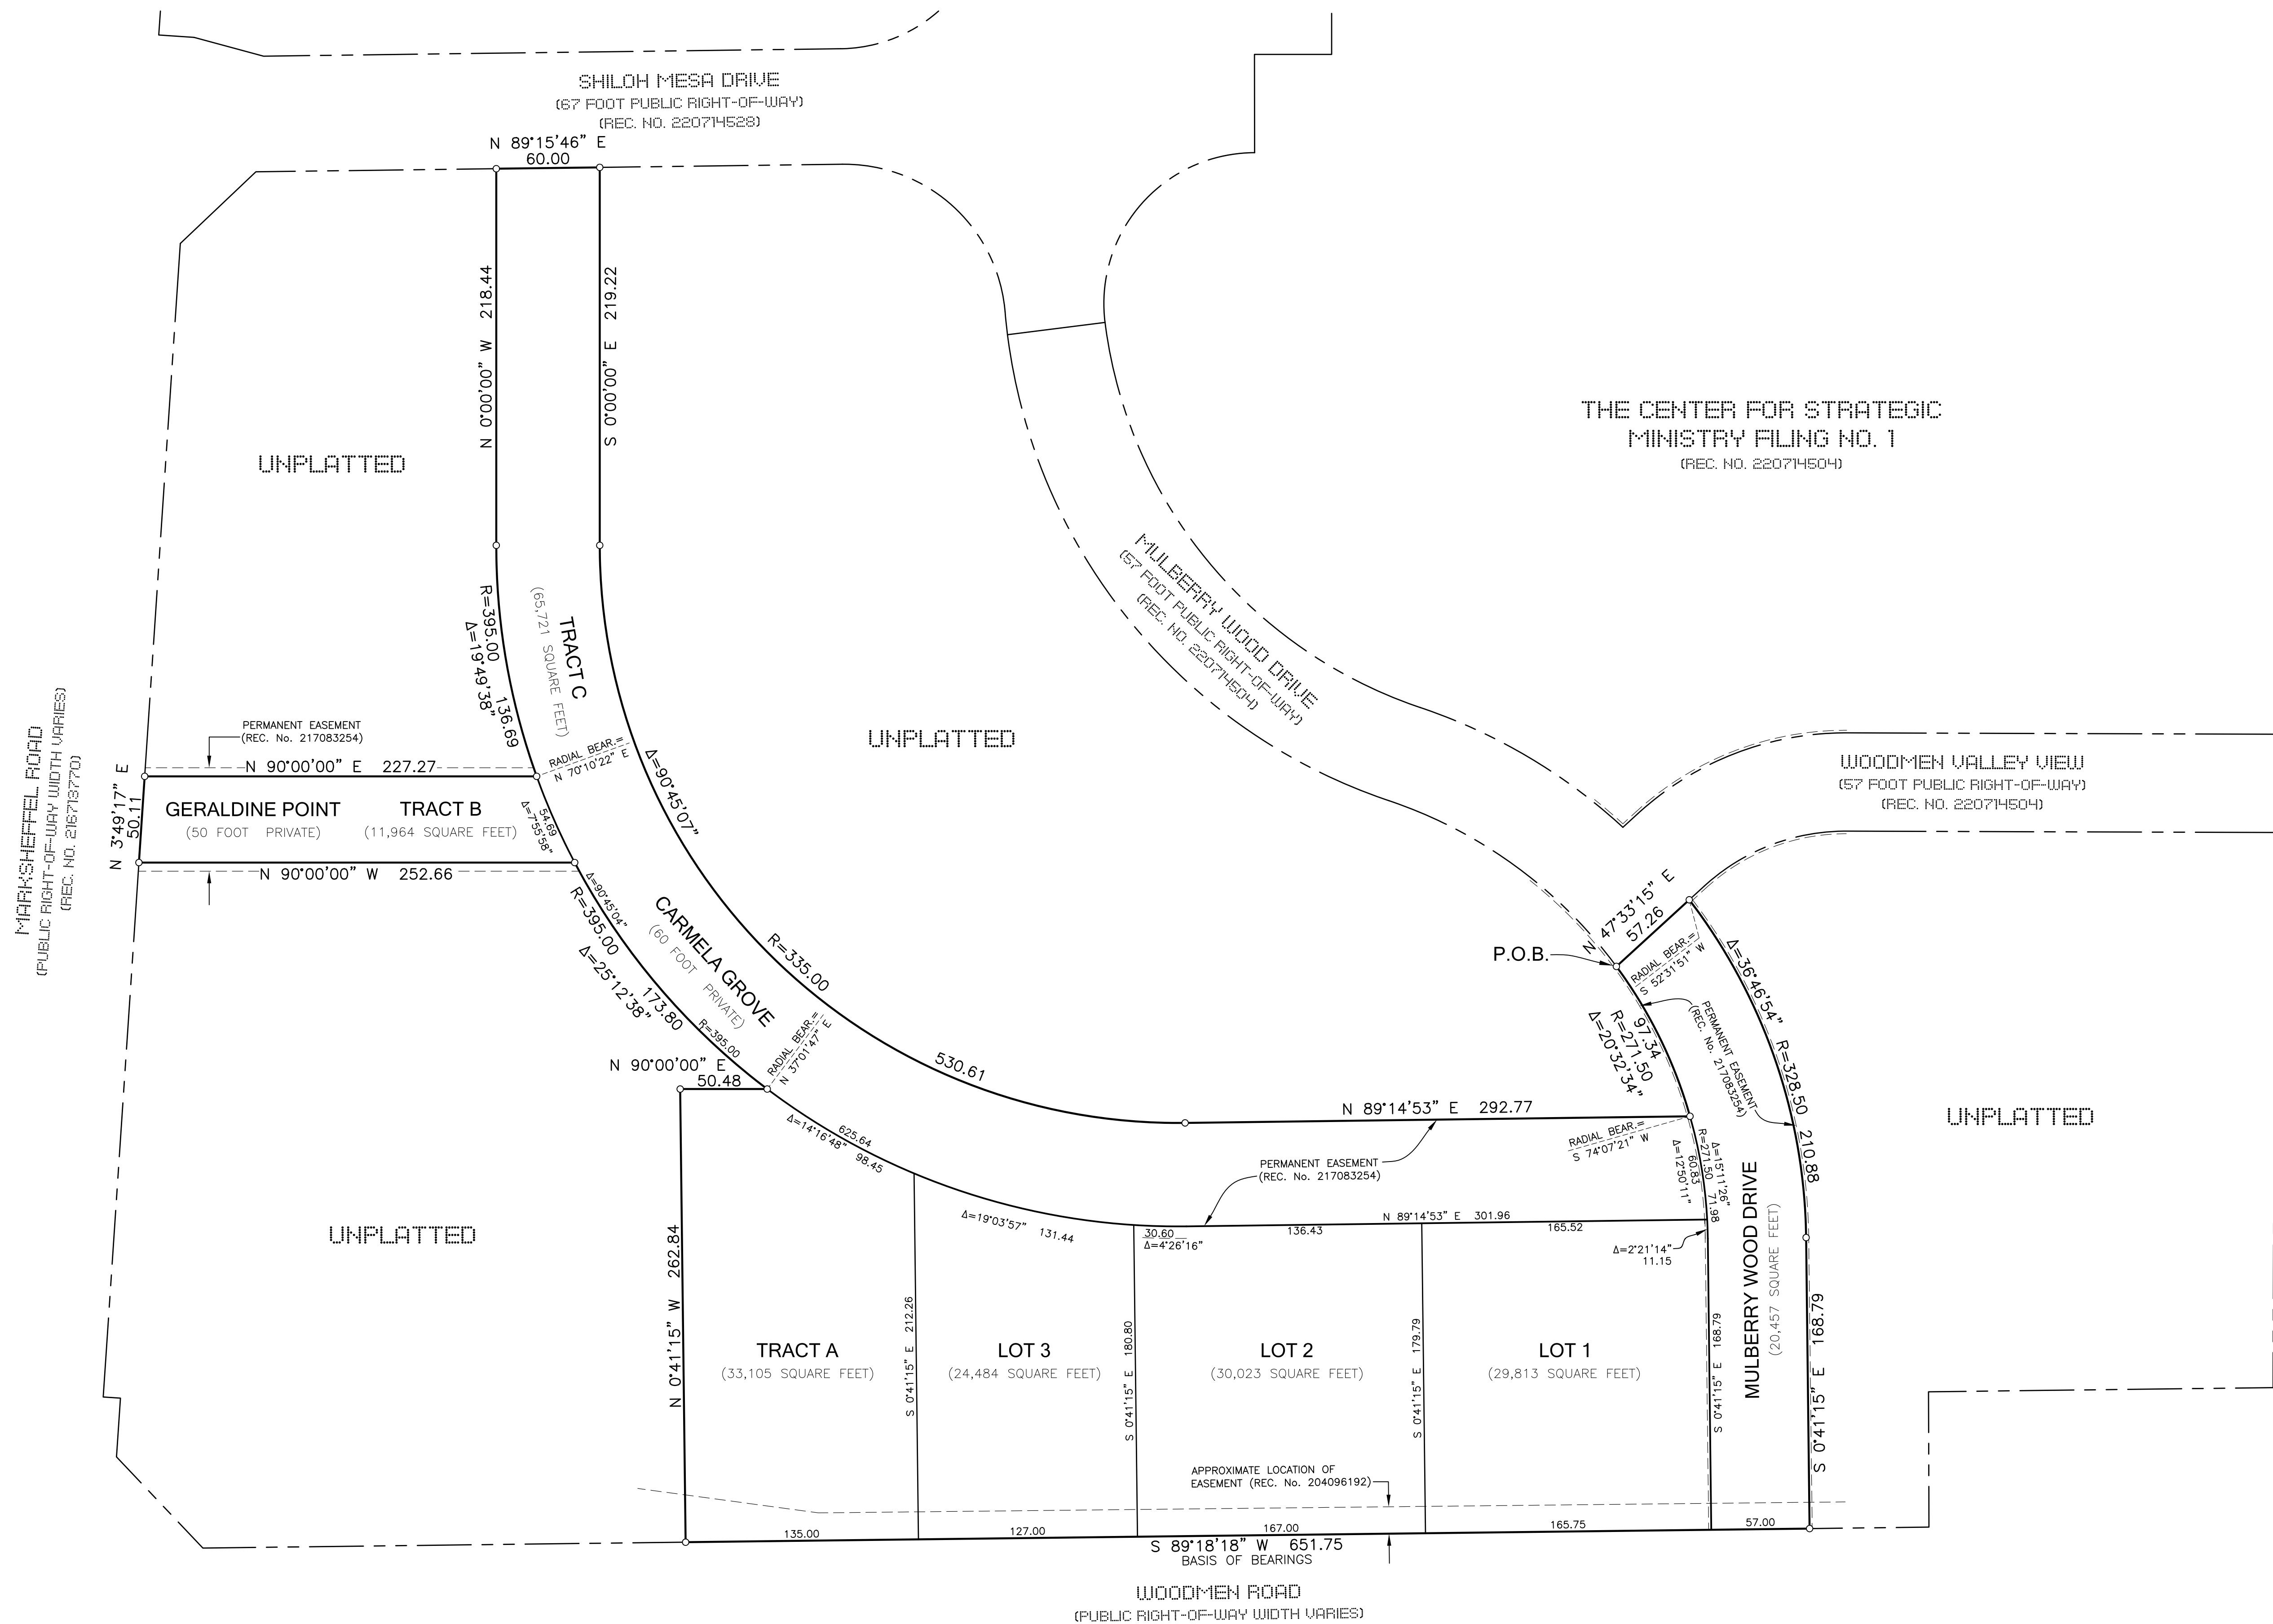 SHILOH MESA DRIVE
(67 FOOT PUBLIC RIGHT-OF-WAY)
(REC. NO. 220714528)
N 89°15'46" E
60.00
N 0°00'00" W 218.44
S 0°00'00" E 219.22
UNPLATTED
THE CENTER FOR STRATEGIC
MINISTRY FILING NO. 1
(REC. NO. 220714504)
MULBERRY WOOD DRIVE
(57 FOOT PUBLIC RIGHT-OF-WAY)
(REC. NO. 220714504)
R=395.00
Δ=19°49'38"
136.69
TRACT C
(65,721 SQUARE FEET)
RADIAL BEAR.=
N 70°10'22" E
Δ=90°45'07"
R=335.00
530.61
UNPLATTED
WOODMEN VALLEY VIEW
(57 FOOT PUBLIC RIGHT-OF-WAY)
(REC. NO. 220714504)
MARKSHEFFEL ROAD
(PUBLIC RIGHT-OF-WAY WIDTH VARIES)
(REC. NO. 216713770)
PERMANENT EASEMENT
(REC. No. 217083254)
N 90°00'00" E 227.27
N 3°49'17" E
50.11
GERALDINE POINT
(50 FOOT PRIVATE)
TRACT B
(11,964 SQUARE FEET)
54.69
Δ=7°55'58"
N 90°00'00" W 252.66
Δ=90°45'04"
R=395.00
R=395.00
173.80
Δ=25°12'38"
CARMELA GROVE
(60 FOOT PRIVATE)
RADIAL BEAR.=
N 37°01'47" E
N 90°00'00" E
50.48
625.64
Δ=14°16'48" 98.45
N 47°33'15" E
57.26
P.O.B.
RADIAL BEAR.=
S 52°31'51" W
Δ=36°46'54" R=328.50 210.88
PERMANENT EASEMENT
(REC. No. 217083254)
97.34
R=271.50
Δ=20°32'34"
N 89°14'53" E 292.77
RADIAL BEAR.=
S 74°07'21" W
Δ=15°11'26"
R=271.50 71.98
60.83
Δ=12°50'11"
PERMANENT EASEMENT
(REC. No. 217083254)
Δ=19°03'57" 131.44
30.60
Δ=4°26'16"
N 89°14'53" E 301.96
136.43
165.52
Δ=2°21'14"
11.15
UNPLATTED
UNPLATTED
N 0°41'15" W 262.84
TRACT A
(33,105 SQUARE FEET)
S 0°41'15" E 212.26
LOT 3
(24,484 SQUARE FEET)
S 0°41'15" E 180.80
LOT 2
(30,023 SQUARE FEET)
S 0°41'15" E 179.79
LOT 1
(29,813 SQUARE FEET)
S 0°41'15" E 168.79
MULBERRY WOOD DRIVE
(20,457 SQUARE FEET)
S 0°41'15" E 168.79
APPROXIMATE LOCATION OF
EASEMENT (REC. No. 204096192)
135.00
127.00
167.00
165.75
57.00
S 89°18'18" W 651.75
BASIS OF BEARINGS
WOODMEN ROAD
(PUBLIC RIGHT-OF-WAY WIDTH VARIES)